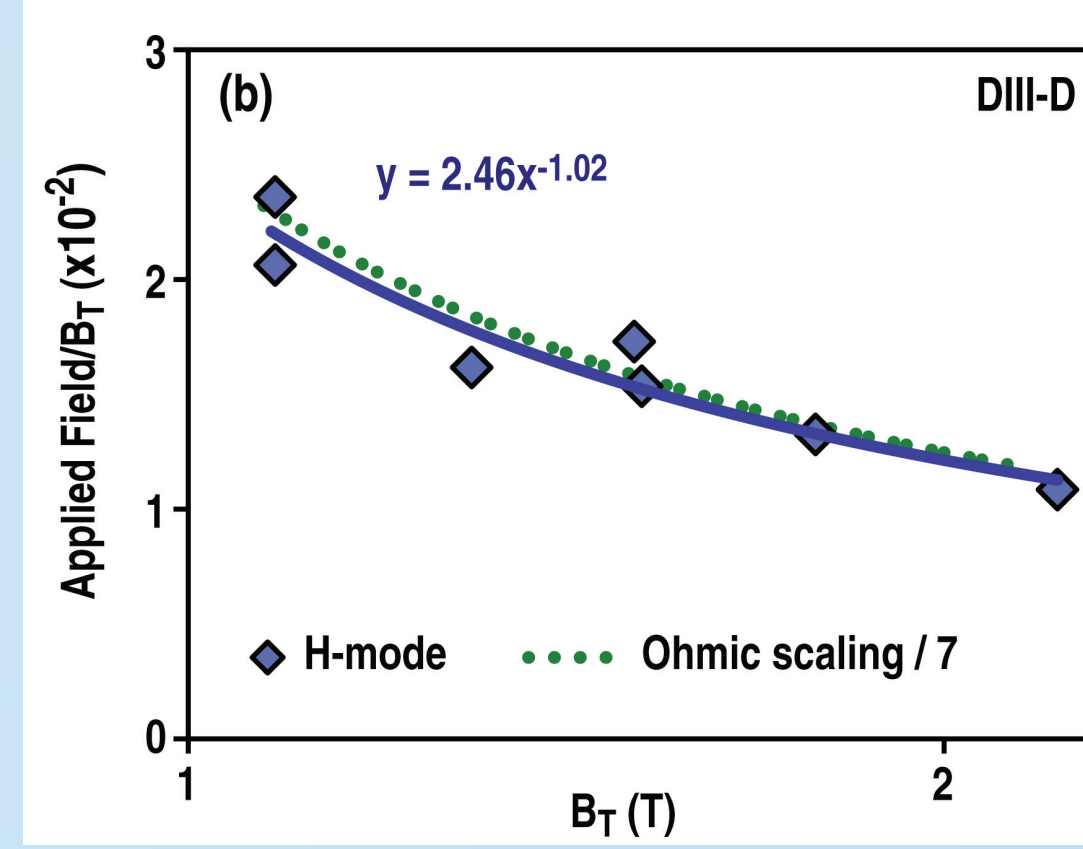 3
(b)
DIII-D
y = 2.46x-1.02
2
Applied Field/BT (x10-2)
1
H-mode
Ohmic scaling / 7
0
1
2
BT (T)